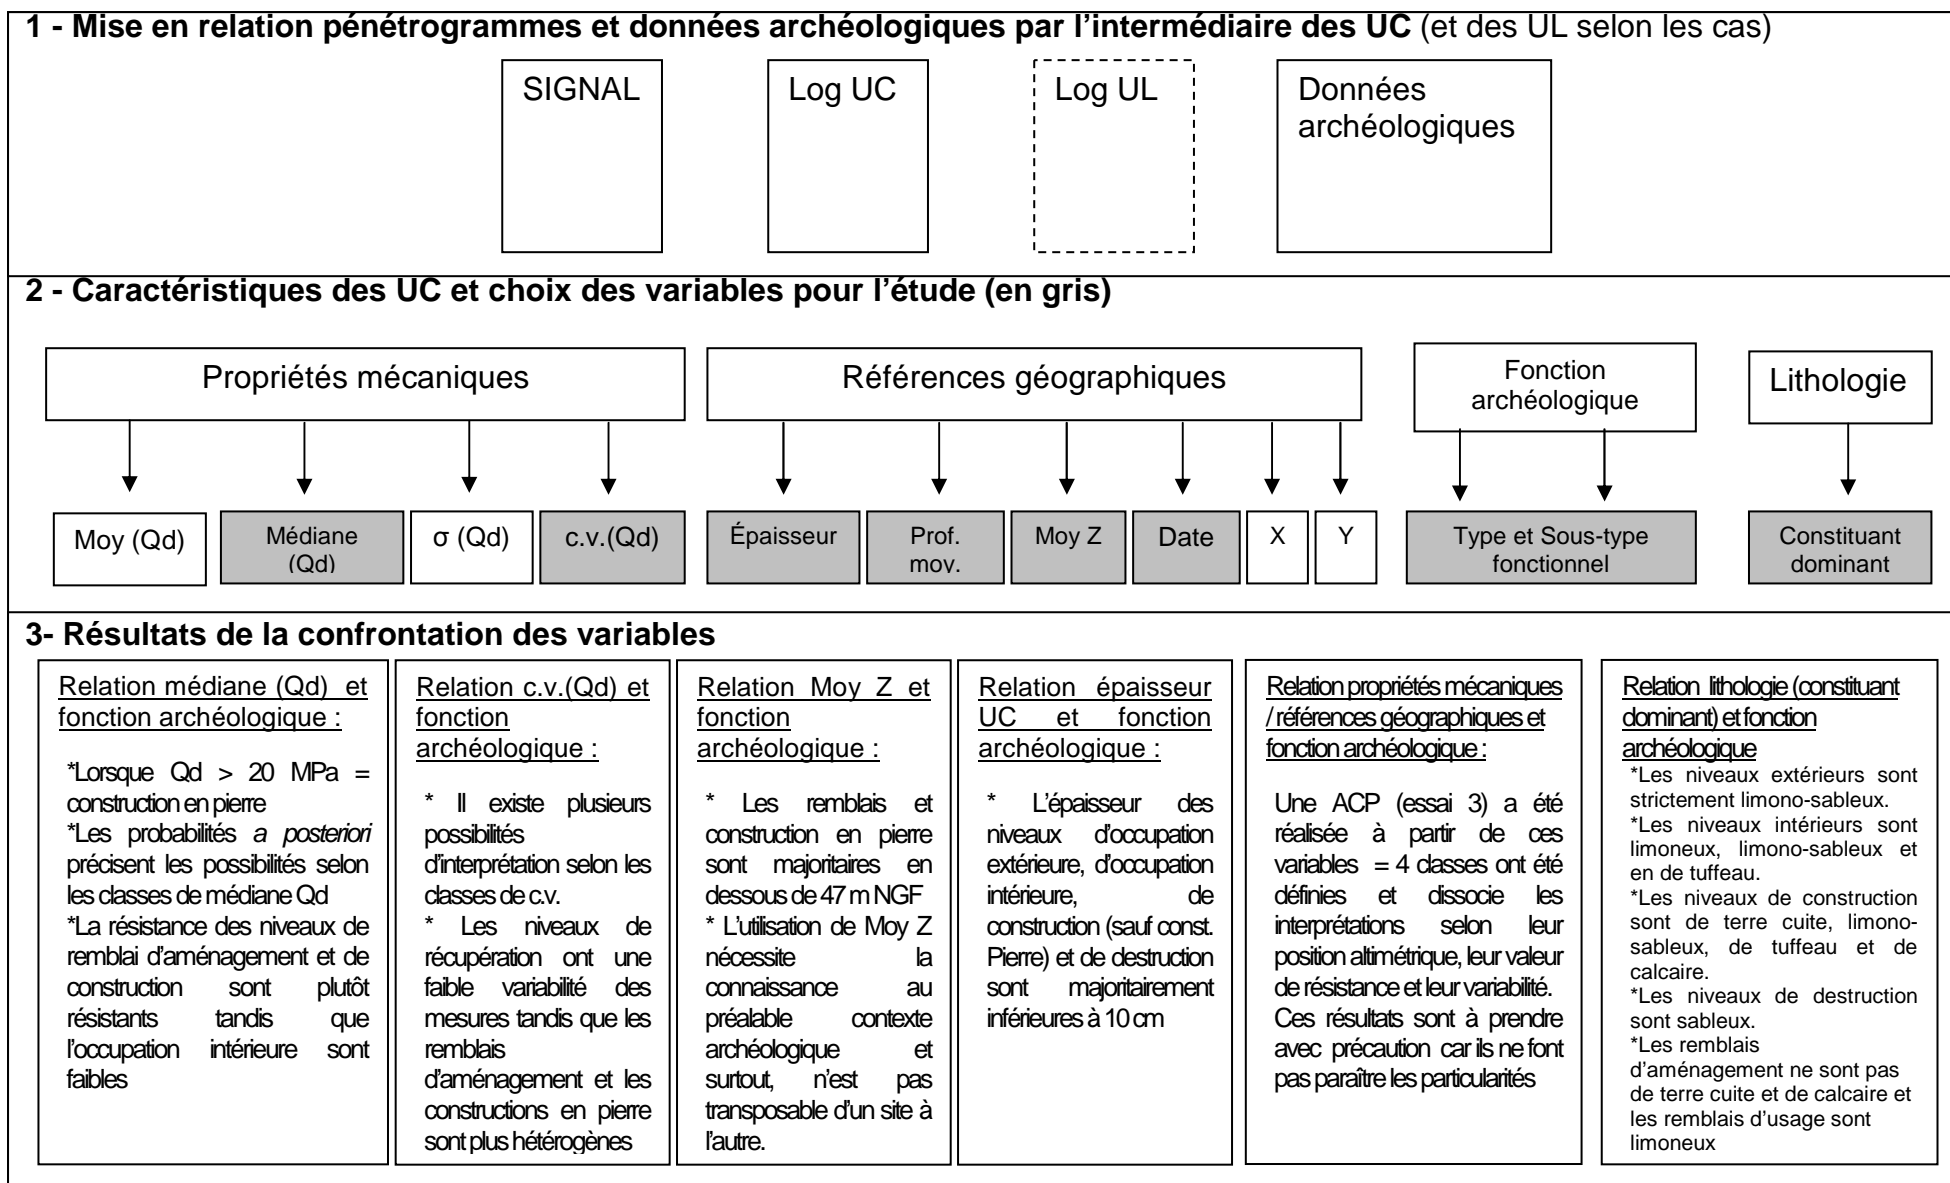 1 - Mise en relation pénétrogrammes et données archéologiques par l'intermédiaire des UC (et des UL selon les cas)
SIGNAL
Log UC
Log UL
Données
archéologiques
2 - Caractéristiques des UC et choix des variables pour l'étude (en gris)
Propriétés mécaniques
Références géographiques
Fonction
archéologique
Lithologie
Moy (Qd)
Médiane
(Qd)
σ (Qd)
c.v.(Qd)
Épaisseur
Prof.
moy.
Moy Z
Date
X
Y
Type et Sous-type
fonctionnel
Constituant
dominant
3- Résultats de la confrontation des variables
Relation médiane (Qd) et
fonction archéologique :
*Lorsque Qd > 20 MPa =
construction en pierre
*Les probabilités a posteriori
précisent les possibilités selon
les classes de médiane Qd
*La résistance des niveaux de
remblai d'aménagement et de
construction sont plutôt
résistants tandis que
l'occupation intérieure sont
faibles
Relation c.v.(Qd) et
fonction
archéologique :
* Il existe plusieurs
possibilités
d'interprétation selon les
classes de c.v.
* Les niveaux de
récupération ont une
faible variabilité des
mesures tandis que les
remblais
d'aménagement et les
constructions en pierre
sont plus hétérogènes
Relation Moy Z et
fonction
archéologique :
* Les remblais et
construction en pierre
sont majoritaires en
dessous de 47 m NGF
* L'utilisation de Moy Z
nécessite la
connaissance au
préalable contexte
archéologique et
surtout, n'est pas
transposable d'un site à
l'autre.
Relation épaisseur
UC et fonction
archéologique :
* L'épaisseur des
niveaux d'occupation
extérieure, d'occupation
intérieure, de
construction (sauf const.
Pierre) et de destruction
sont majoritairement
inférieures à 10 cm
Relation propriétés mécaniques
/ références géographiques et
fonction archéologique :
Une ACP (essai 3) a été
réalisée à partir de ces
variables = 4 classes ont été
définies et dissocie les
interprétations selon leur
position altimétrique, leur valeur
de résistance et leur variabilité.
Ces résultats sont à prendre
avec précaution car ils ne font
pas paraître les particularités
Relation lithologie (constituant
dominant) et fonction
archéologique
*Les niveaux extérieurs sont
strictement limono-sableux.
*Les niveaux intérieurs sont
limoneux, limono-sableux et
en de tuffeau.
*Les niveaux de construction
sont de terre cuite, limono-
sableux, de tuffeau et de
calcaire.
*Les niveaux de destruction
sont sableux.
*Les remblais
d'aménagement ne sont pas
de terre cuite et de calcaire et
les remblais d'usage sont
limoneux